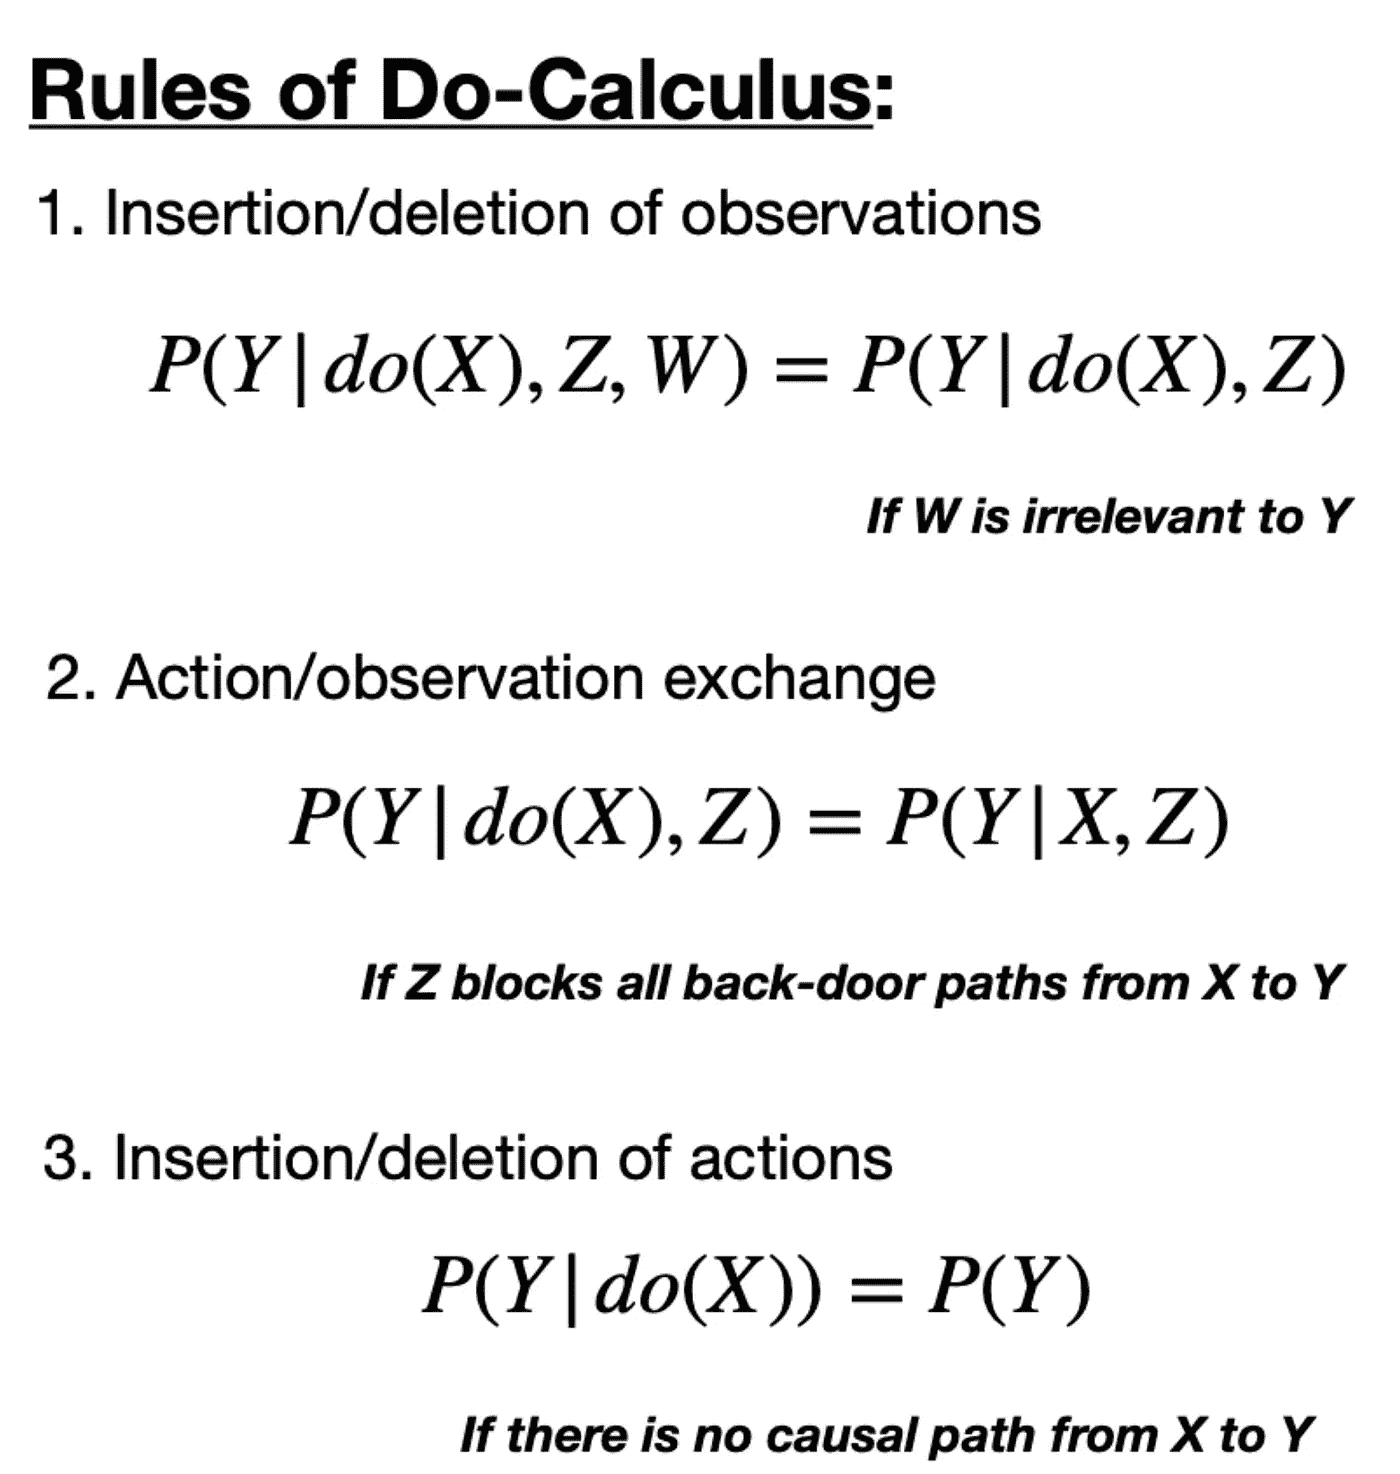 Rules of Do-Calculus:
1. Insertion/deletion of observations
P(Y | do(X), Z, W) = P(Y | do(X), Z)
If W is irrelevant to Y
2. Action/observation exchange
P(Y | do(X), Z) = P(Y | X, Z)
If Z blocks all back-door paths from X to Y
3. Insertion/deletion of actions
P(Y | do(X)) = P(Y)
If there is no causal path from X to Y